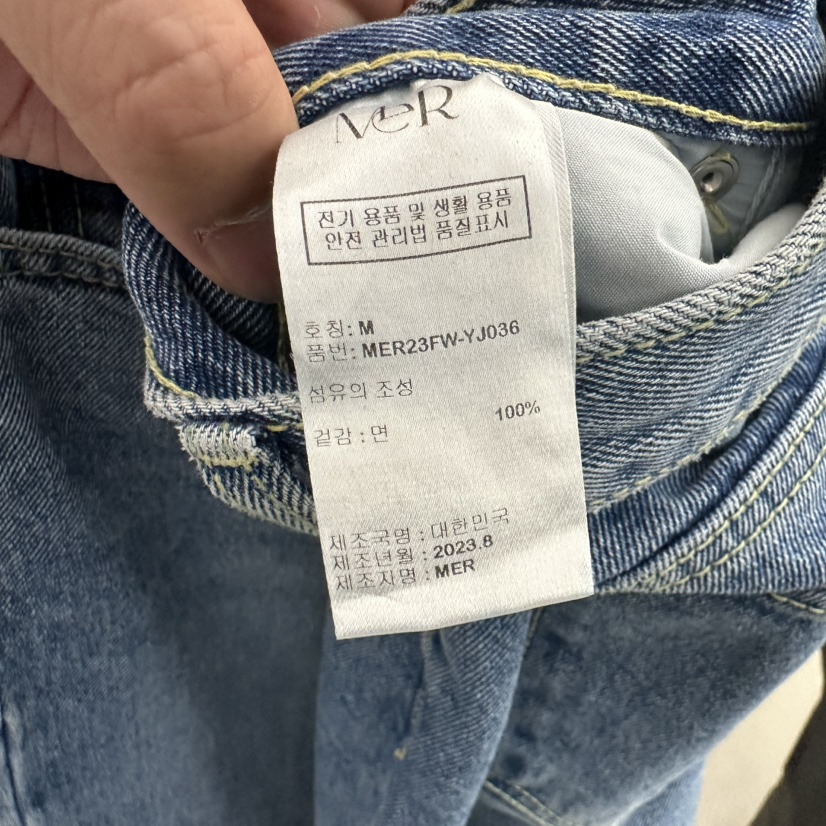 MeR
전기 용품 및 생활 용품
안전 관리법 품질표시
호칭: M
품번: MER23FW-YJ036
섬유의 조성
100%
겉감 : 면
제조국명 : 대한민국
제조년월 : 2023.8
제조자명 : MER